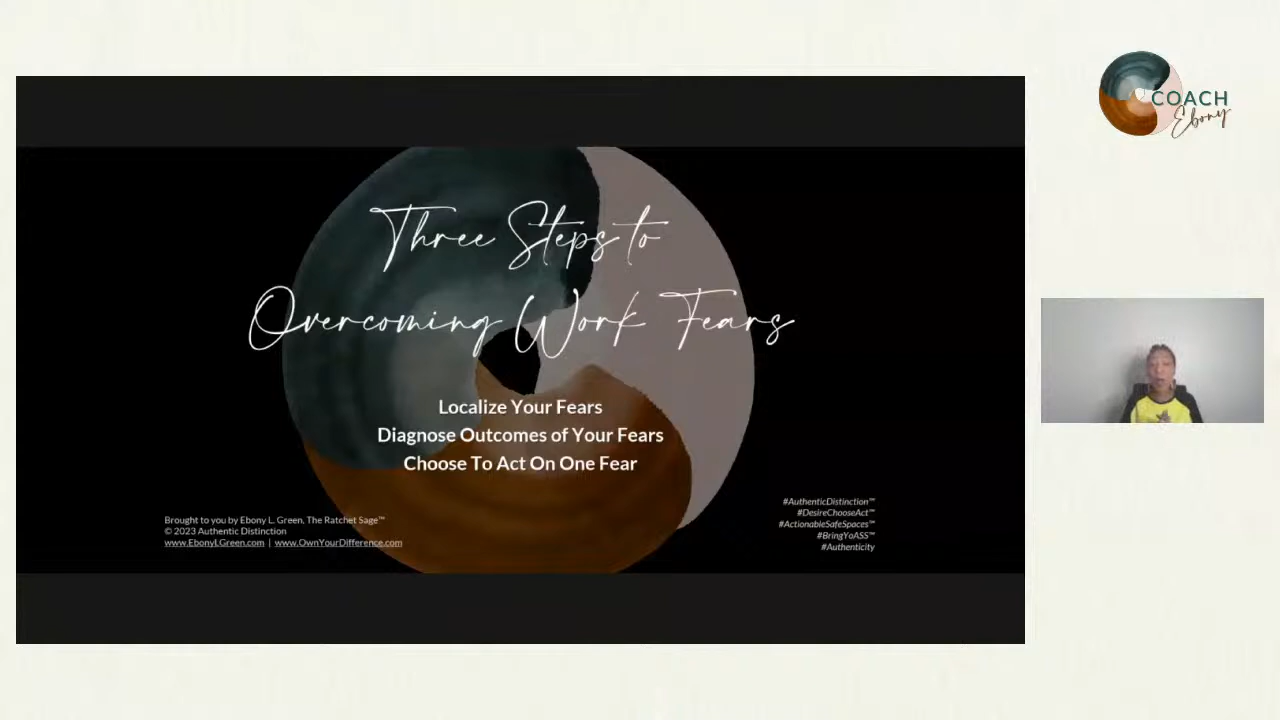 COACH
Ebony
Three Steps to
Overcoming Work Fears
Localize Your Fears
Diagnose Outcomes of Your Fears
Choose To Act On One Fear
Brought to you by Ebony L. Green, The Ratchet Sage™
© 2023 Authentic Distinction
www.EbonyLGreen.com | www.OwnYourDifference.com
#AuthenticDistinction™
#DesireChooseAct™
#ActionableSafeSpaces™
#BringYoASS™
#Authenticity